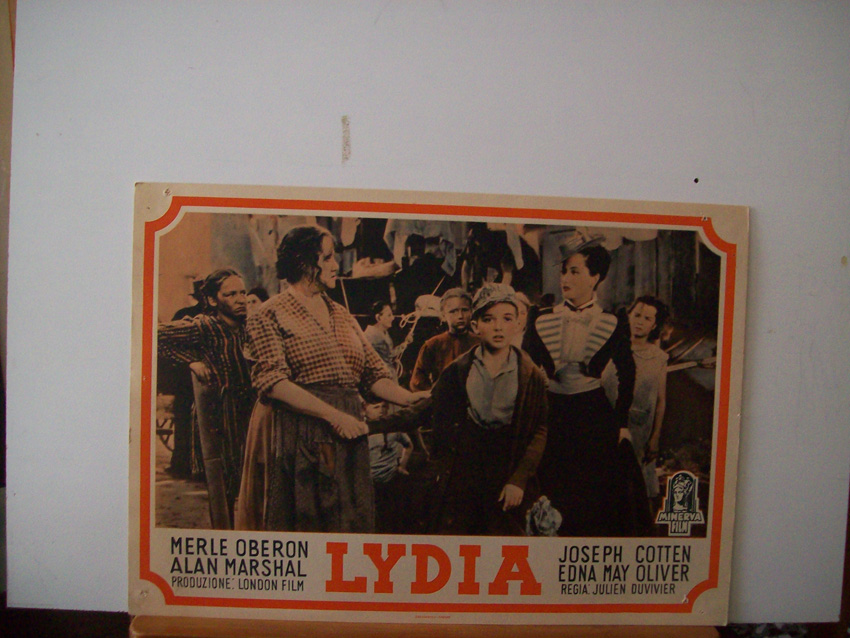 MINERVA
FILM
MERLE OBERON
ALAN MARSHAL
PRODUZIONE: LONDON FILM
LYDIA
JOSEPH COTTEN
EDNA MAY OLIVER
REGIA: JULIEN DUVIVIER